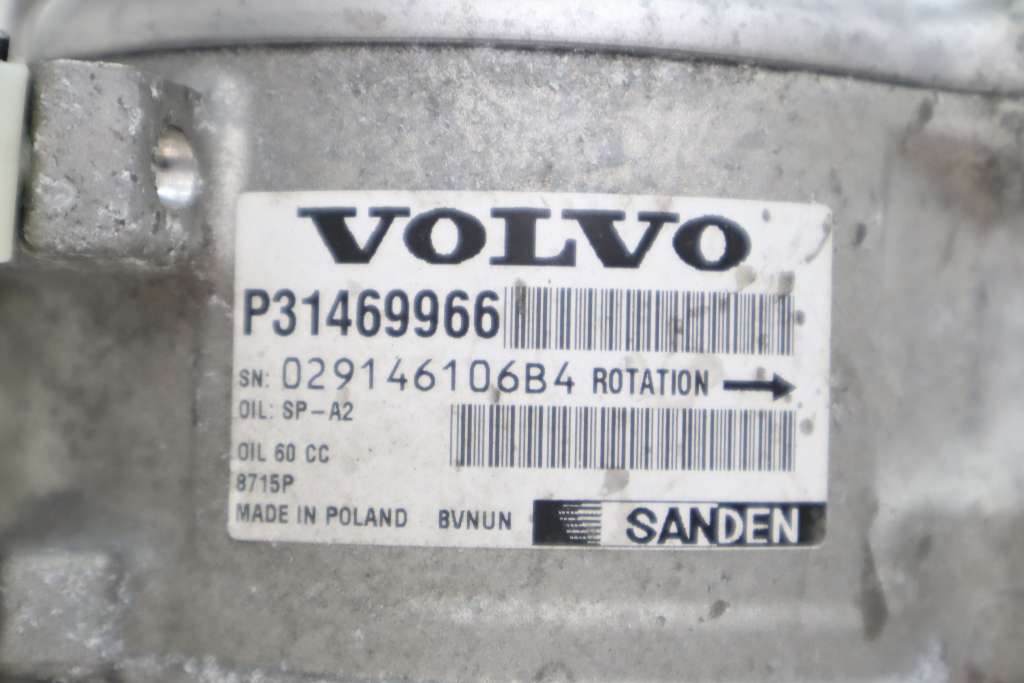 VOLVO
P31469966
SN: 029146106B4 ROTATION →
OIL: SP-A2
OIL 60 CC
8715P
MADE IN POLAND BVNUN SANDEN